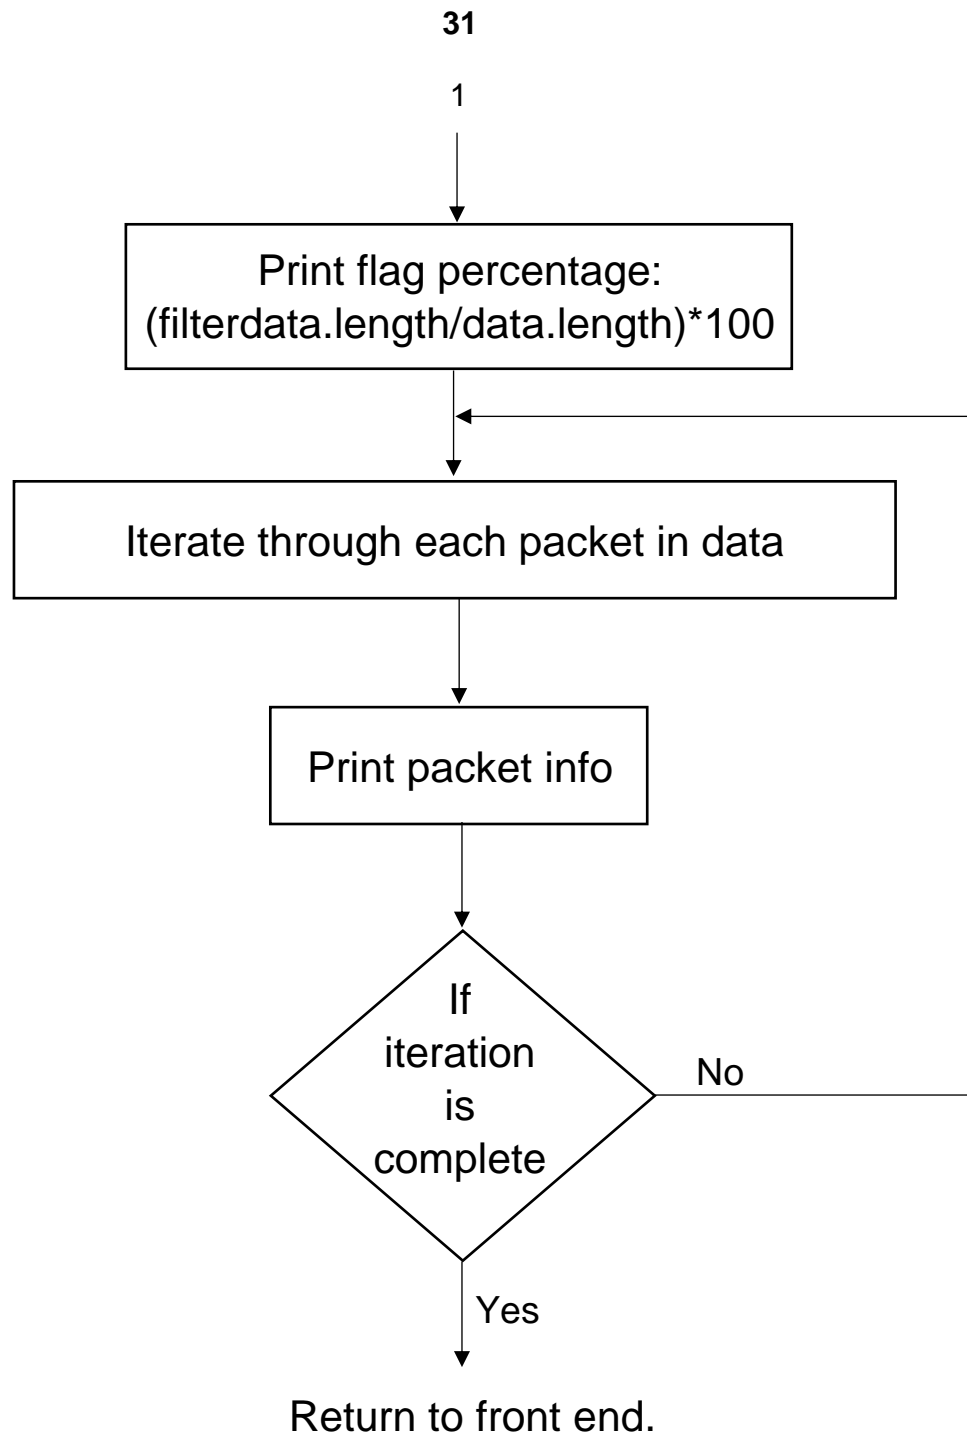 31
1
Print flag percentage:
(filterdata.length/data.length)*100
Iterate through each packet in data
Print packet info
If
iteration
is
complete
No
Yes
Return to front end.